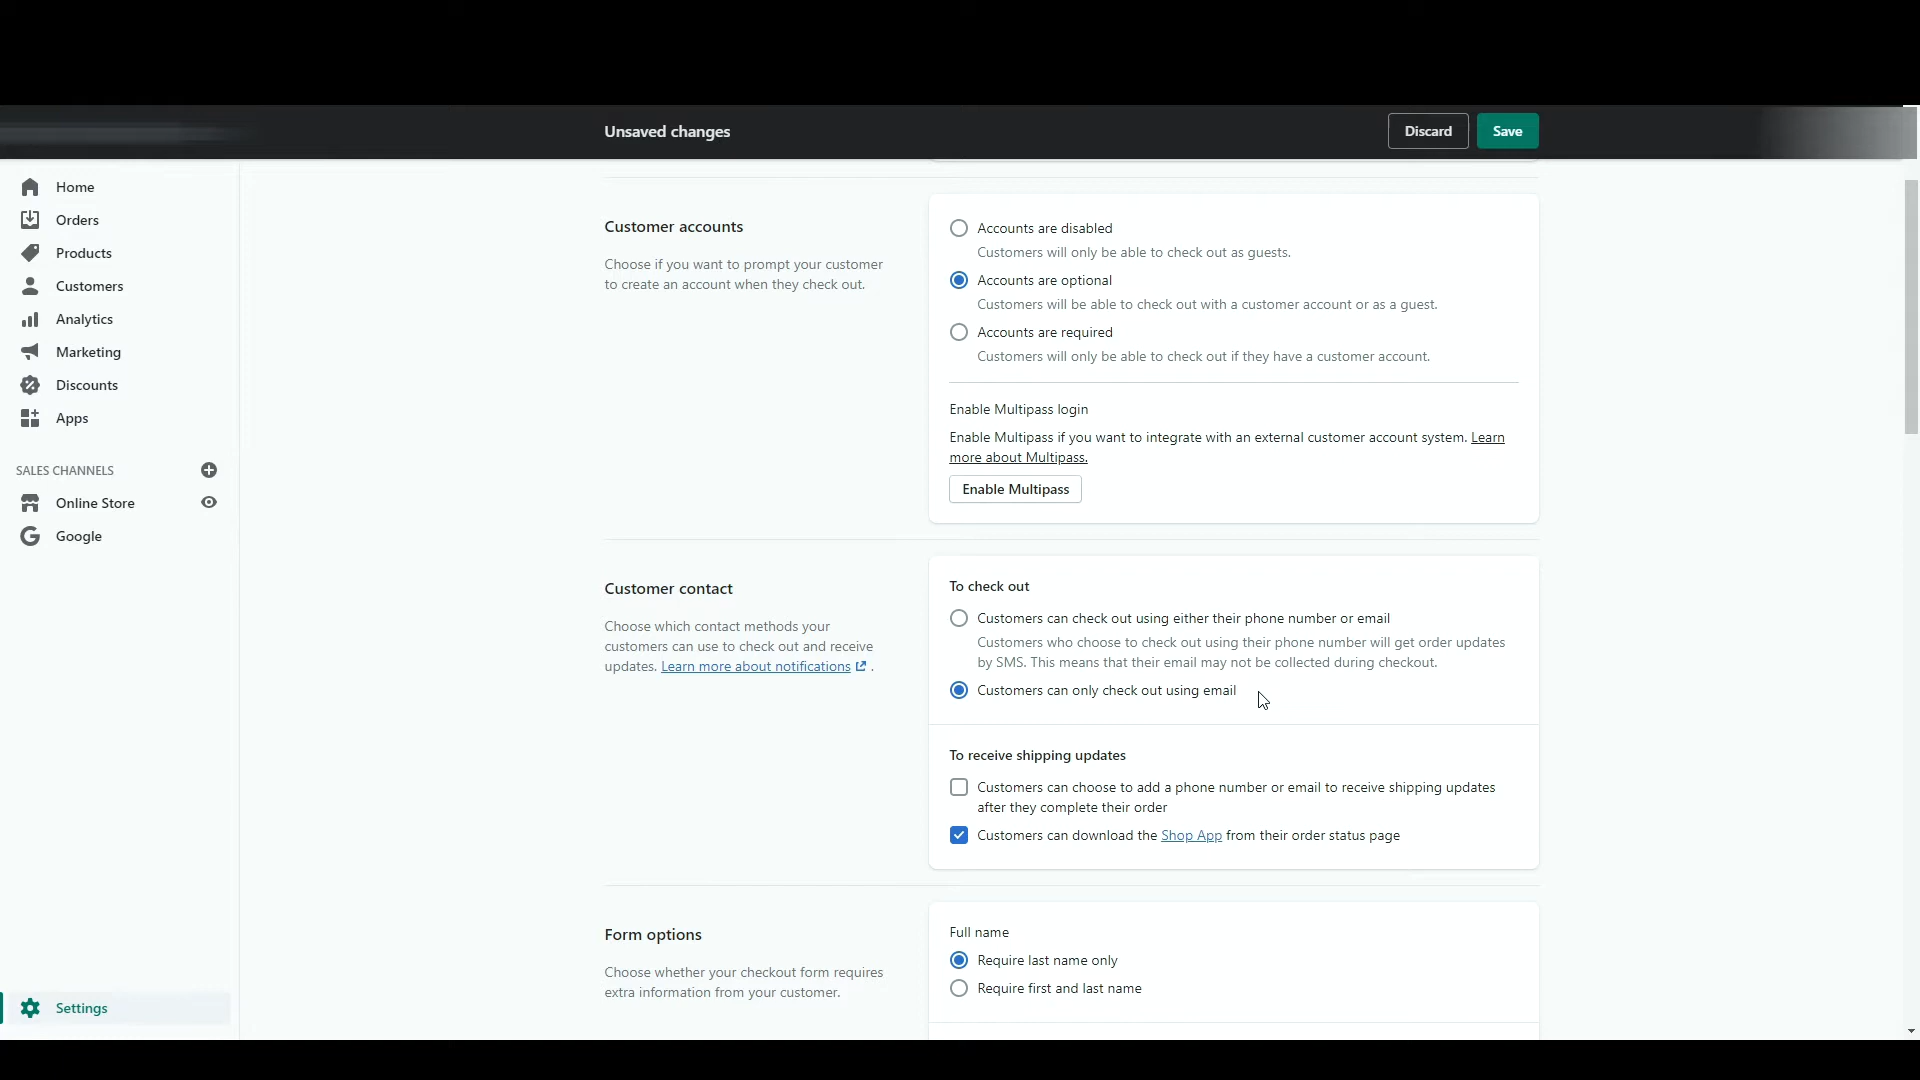 Unsaved changes
Discard
Save
Home
Orders
Products
Customers
Analytics
Marketing
Discounts
Apps
SALES CHANNELS
Online Store
Google
Settings
Customer accounts
Choose if you want to prompt your customer
to create an account when they check out.
Accounts are disabled
Customers will only be able to check out as guests.
Accounts are optional
Customers will be able to check out with a customer account or as a guest.
Accounts are required
Customers will only be able to check out if they have a customer account.
Enable Multipass login
Enable Multipass if you want to integrate with an external customer account system. Learn
more about Multipass.
Enable Multipass
Customer contact
Choose which contact methods your
customers can use to check out and receive
updates. Learn more about notifications .
To check out
Customers can check out using either their phone number or email
Customers who choose to check out using their phone number will get order updates
by SMS. This means that their email may not be collected during checkout.
Customers can only check out using email
To receive shipping updates
Customers can choose to add a phone number or email to receive shipping updates
after they complete their order
Customers can download the Shop App from their order status page
Form options
Choose whether your checkout form requires
extra information from your customer.
Full name
Require last name only
Require first and last name